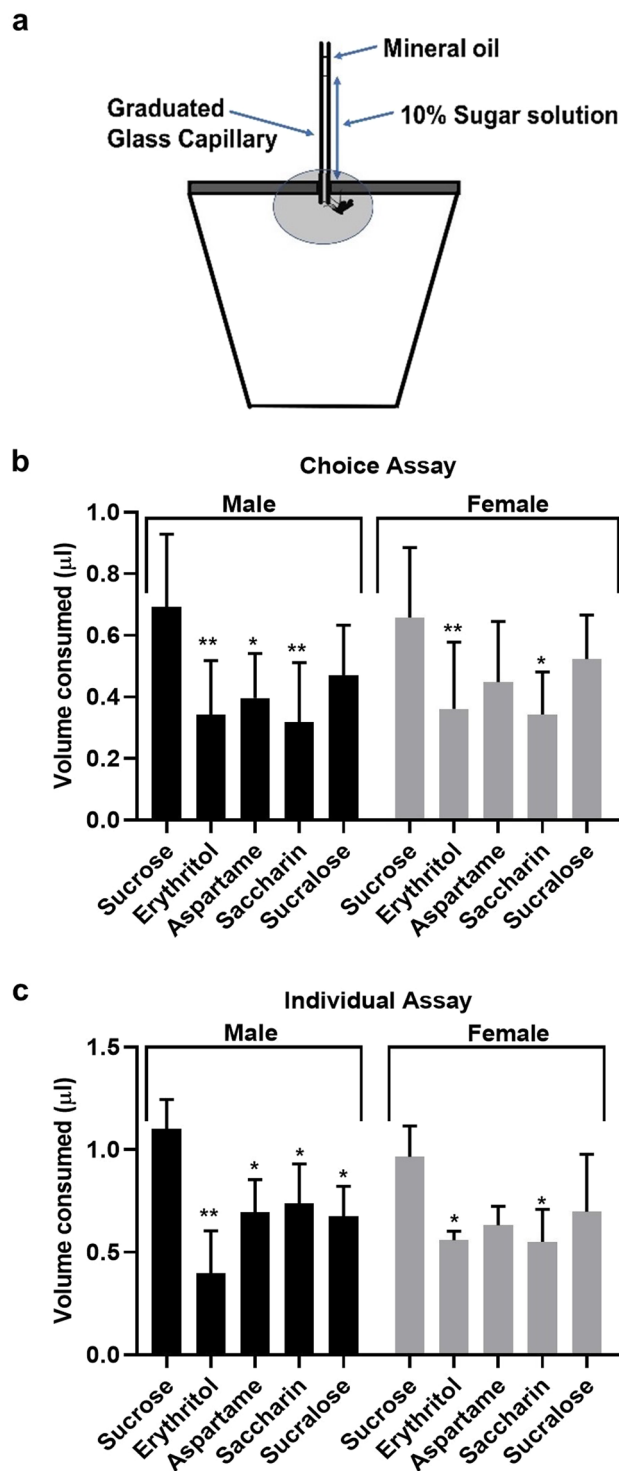 a
Mineral oil
Graduated
Glass Capillary
10% Sugar solution
b
Choice Assay
Male
Female
Volume consumed (µl)
1.0
0.8
0.6
0.4
0.2
0.0
** * ** ** *
Sucrose
Erythritol
Aspartame
Saccharin
Sucralose
Sucrose
Erythritol
Aspartame
Saccharin
Sucralose
c
Individual Assay
Male
Female
Volume consumed (µl)
1.5
1.0
0.5
0.0
** * * * * *
Sucrose
Erythritol
Aspartame
Saccharin
Sucralose
Sucrose
Erythritol
Aspartame
Saccharin
Sucralose